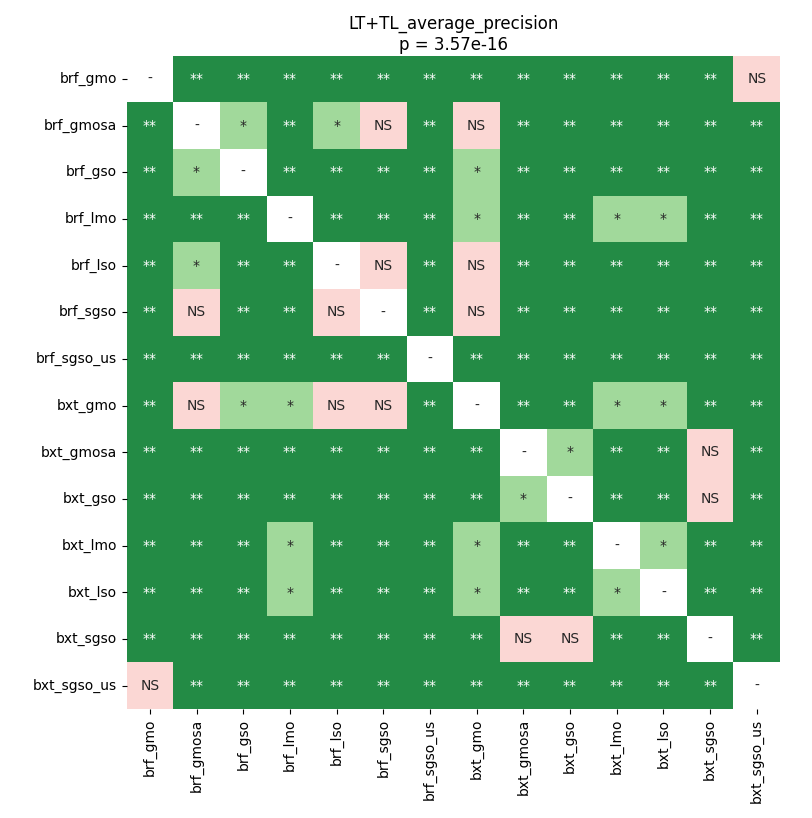 LT+TL_average_precision
p = 3.57e-16
brf_gmo - ** ** ** ** ** ** ** ** ** ** ** ** NS
brf_gmosa ** - * ** * NS ** NS ** ** ** ** ** **
brf_gso ** * - ** ** ** ** * ** ** ** ** ** **
brf_lmo ** ** ** - ** ** ** * ** ** * * ** **
brf_lso ** * ** ** - NS ** NS ** ** ** ** ** **
brf_sgso ** NS ** ** NS - ** NS ** ** ** ** ** **
brf_sgso_us ** ** ** ** ** ** - ** ** ** ** ** ** **
bxt_gmo ** NS * * NS NS ** - ** ** * * ** **
bxt_gmosa ** ** ** ** ** ** ** ** - * ** ** NS **
bxt_gso ** ** ** ** ** ** ** ** * - ** ** NS **
bxt_lmo ** ** ** * ** ** ** * ** ** - * ** **
bxt_lso ** ** ** * ** ** ** * ** ** * - ** **
bxt_sgso ** ** ** ** ** ** ** ** NS NS ** ** - **
bxt_sgso_us NS ** ** ** ** ** ** ** ** ** ** ** ** -
brf_gmo brf_gmosa brf_gso brf_lmo brf_lso brf_sgso brf_sgso_us bxt_gmo bxt_gmosa bxt_gso bxt_lmo bxt_lso bxt_sgso bxt_sgso_us